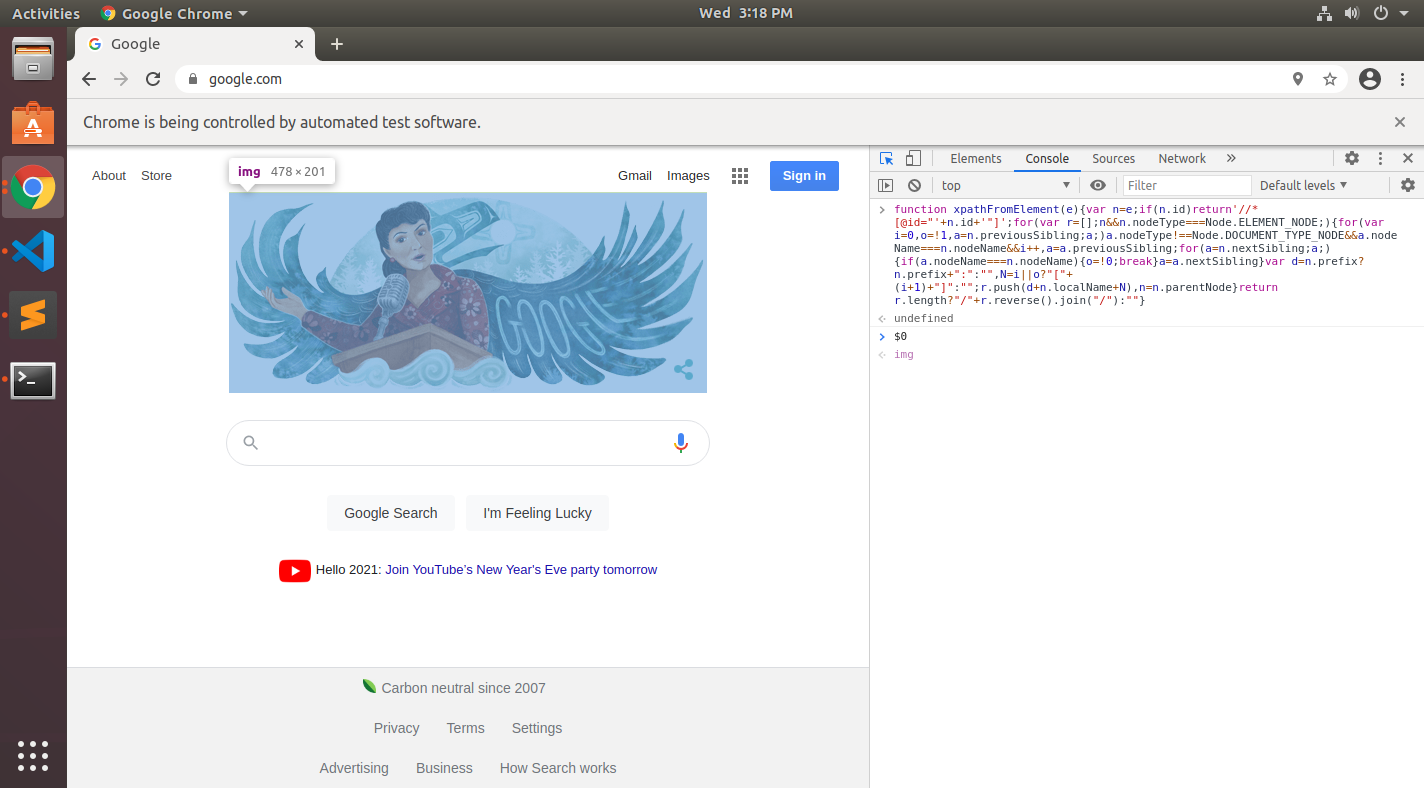 Activities Google Chrome Wed 3:18 PM
Google
google.com
Chrome is being controlled by automated test software.
About Store Gmail Images Sign in
img 478 × 201
GOOGLE
Google Search I'm Feeling Lucky
Hello 2021: Join YouTube's New Year's Eve party tomorrow
Carbon neutral since 2007
Privacy Terms Settings
Advertising Business How Search works
Elements Console Sources Network »
top Filter Default levels
function xpathFromElement(e){var n=e;if(n.id)return'//*
[@id="'+n.id+'"]';for(var r=[];n&&n.nodeType===Node.ELEMENT_NODE;){for(var
i=0,o=!1,a=n.previousSibling;a;)a.nodeType!==Node.DOCUMENT_TYPE_NODE&&a.node
Name===n.nodeName&&i++,a=a.previousSibling;for(a=n.nextSibling;a;)
{if(a.nodeName===n.nodeName){o=!0;break}a=a.nextSibling}var d=n.prefix?
n.prefix+":":"",N=i||o?"["+
(i+1)+"]":"";r.push(d+n.localName+N),n=n.parentNode}return
r.length?"/"+r.reverse().join("/"):""}
undefined
$0
img